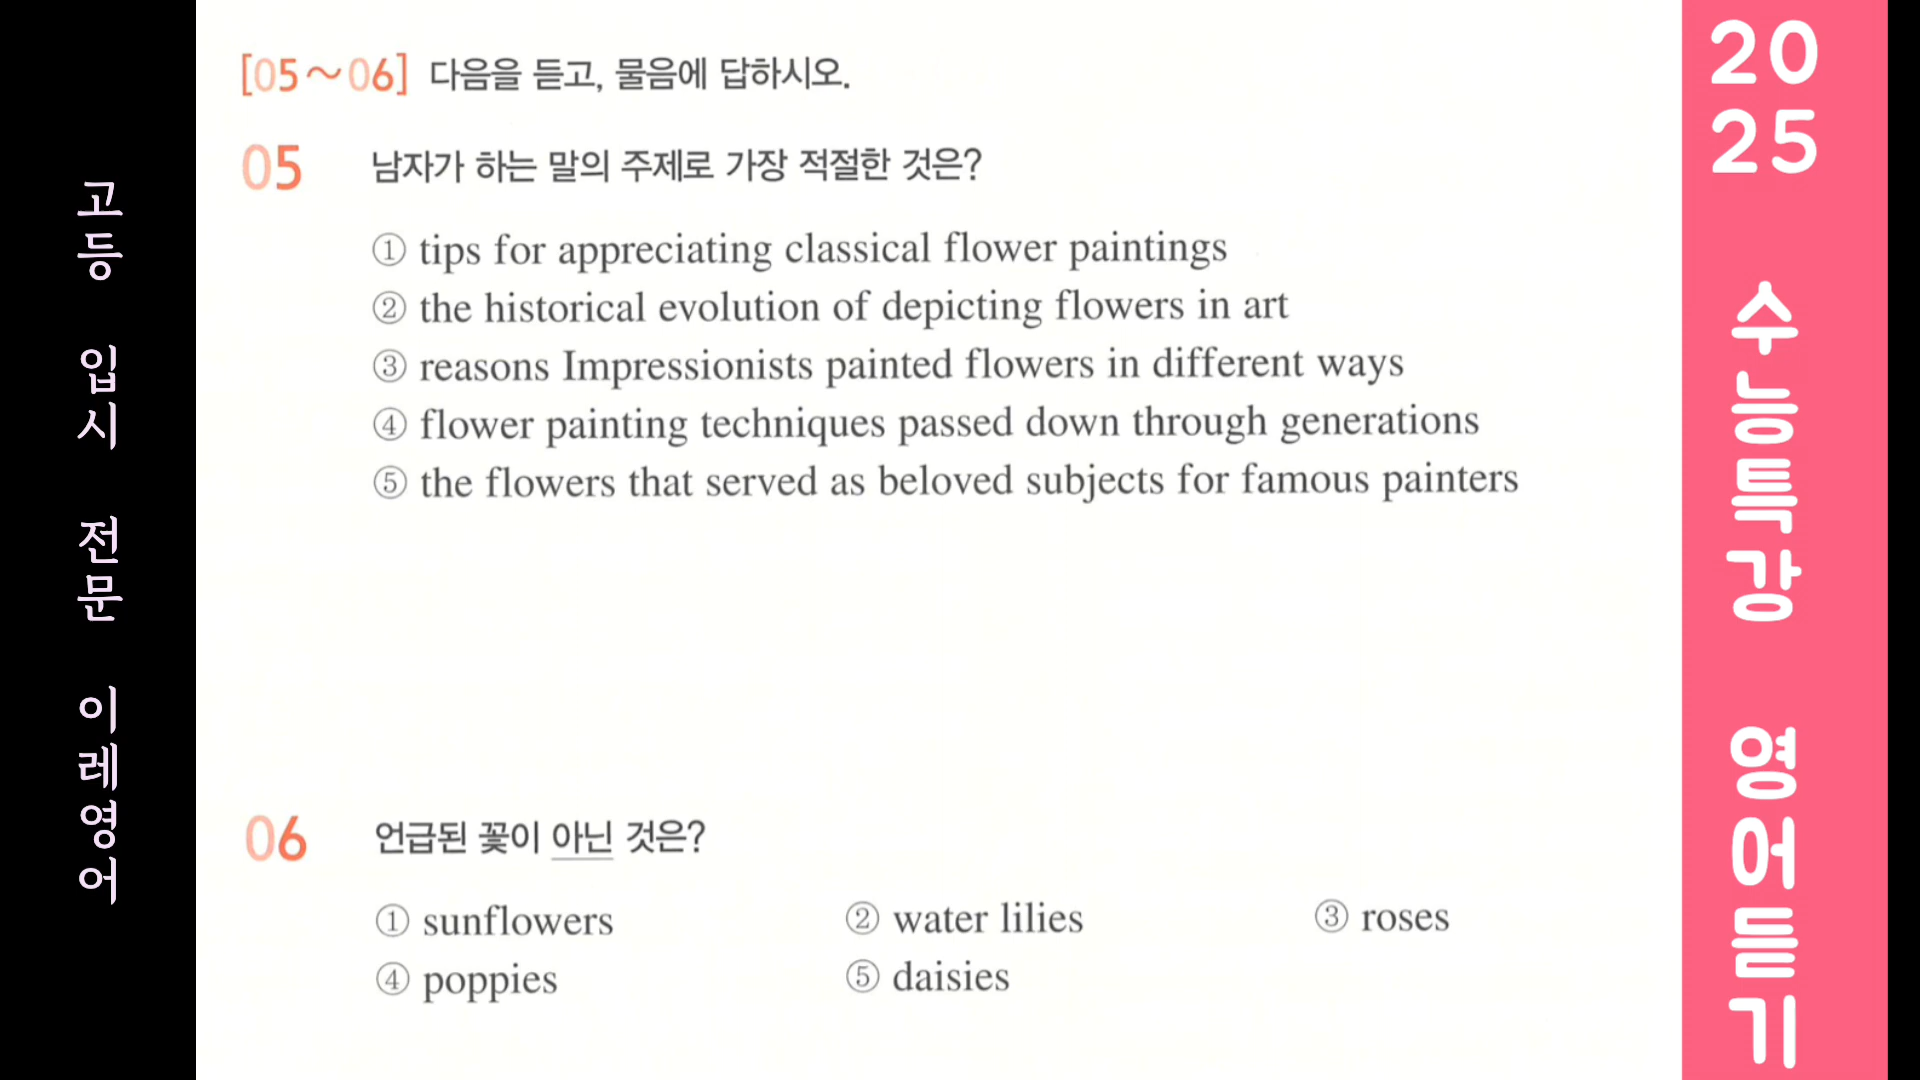 고등 입시 전문 이레영어
[05~06] 다음을 듣고, 물음에 답하시오.
05 남자가 하는 말의 주제로 가장 적절한 것은?
① tips for appreciating classical flower paintings
② the historical evolution of depicting flowers in art
③ reasons Impressionists painted flowers in different ways
④ flower painting techniques passed down through generations
⑤ the flowers that served as beloved subjects for famous painters
06 언급된 꽃이 아닌 것은?
① sunflowers ② water lilies ③ roses
④ poppies ⑤ daisies
2025 수능특강 영어듣기